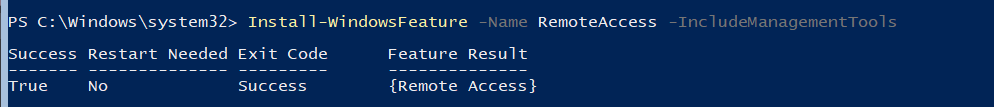 PS C:\Windows\system32> Install-WindowsFeature -Name RemoteAccess -IncludeManagementTools
Success Restart Needed Exit Code      Feature Result
------- -------------- ---------      --------------
True    No             Success        {Remote Access}